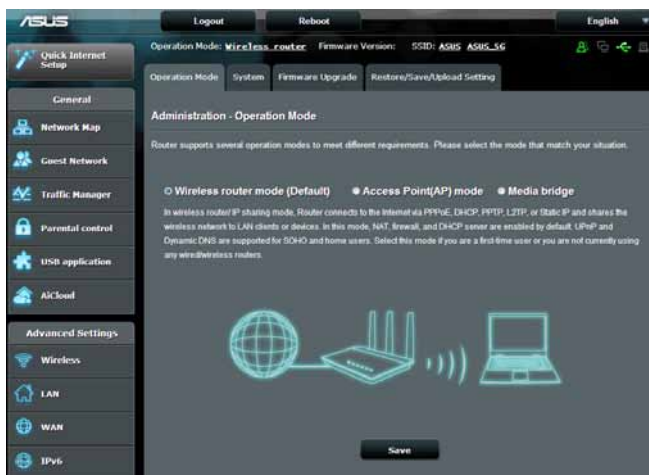 ASUS
Logout
Reboot
English
Operation Mode: Wireless router Firmware Version: SSID: ASUS ASUS_5G
Quick Internet
Setup
General
Network Map
Guest Network
Traffic Manager
Parental control
USB application
AiCloud
Advanced Settings
Wireless
LAN
WAN
IPv6
Operation Mode
System
Firmware Upgrade
Restore/Save/Upload Setting
Administration - Operation Mode
Router supports several operation modes to meet different requirements. Please select the mode that match your situation.
Wireless router mode (Default)
Access Point(AP) mode
Media bridge
In wireless router/ IP sharing mode, Router connects to the Internet via PPPoE, DHCP, PPTP, L2TP, or Static IP and shares the
wireless network to LAN clients or devices. In this mode, NAT, firewall, and DHCP server are enabled by default. UPnP and
Dynamic DNS are supported for SOHO and home users. Select this mode if you are a first-time user or you are not currently using
any wired/wireless routers.
Save